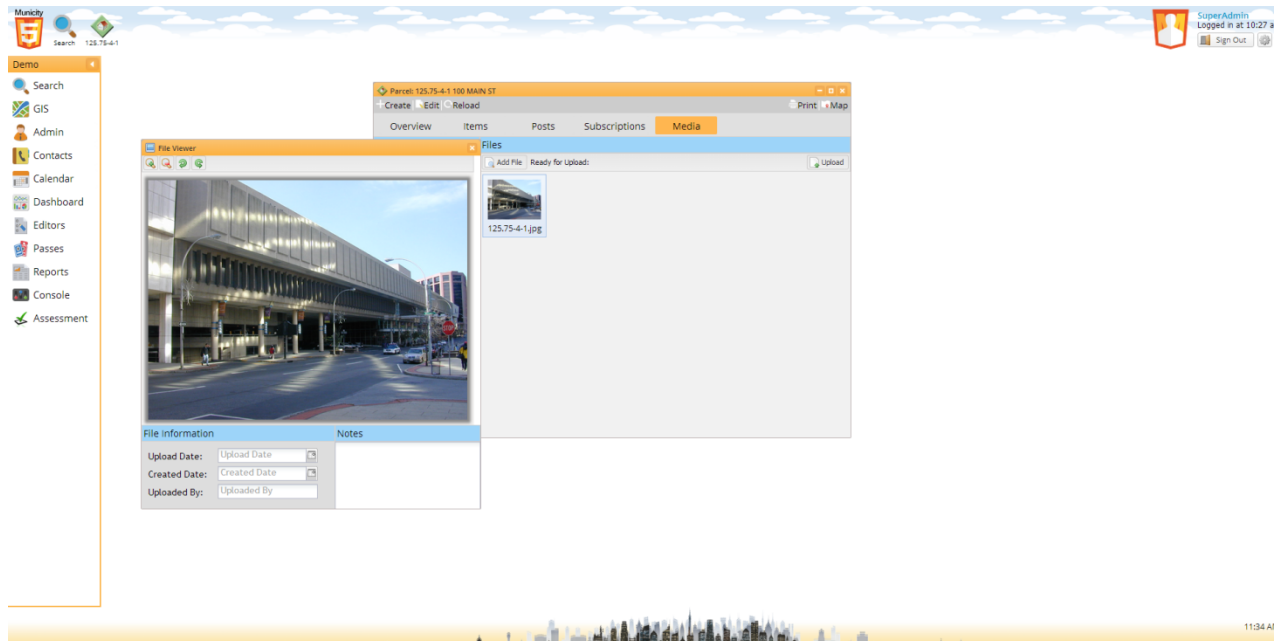 Municity
5
Search
125.75-4-1
SuperAdmin
Logged in at 10:27 a
Sign Out
Demo
Search
GIS
Admin
Contacts
Calendar
Dashboard
Editors
Passes
Reports
Console
Assessment
Parcel: 125.75-4-1 100 MAIN ST
Create Edit Reload Print Map
Overview Items Posts Subscriptions Media
Files
Add File Ready for Upload: Upload
125.75-4-1.jpg
File Viewer
STOP
File Information Notes
Upload Date: Upload Date
Created Date: Created Date
Uploaded By: Uploaded By
11:34 AM